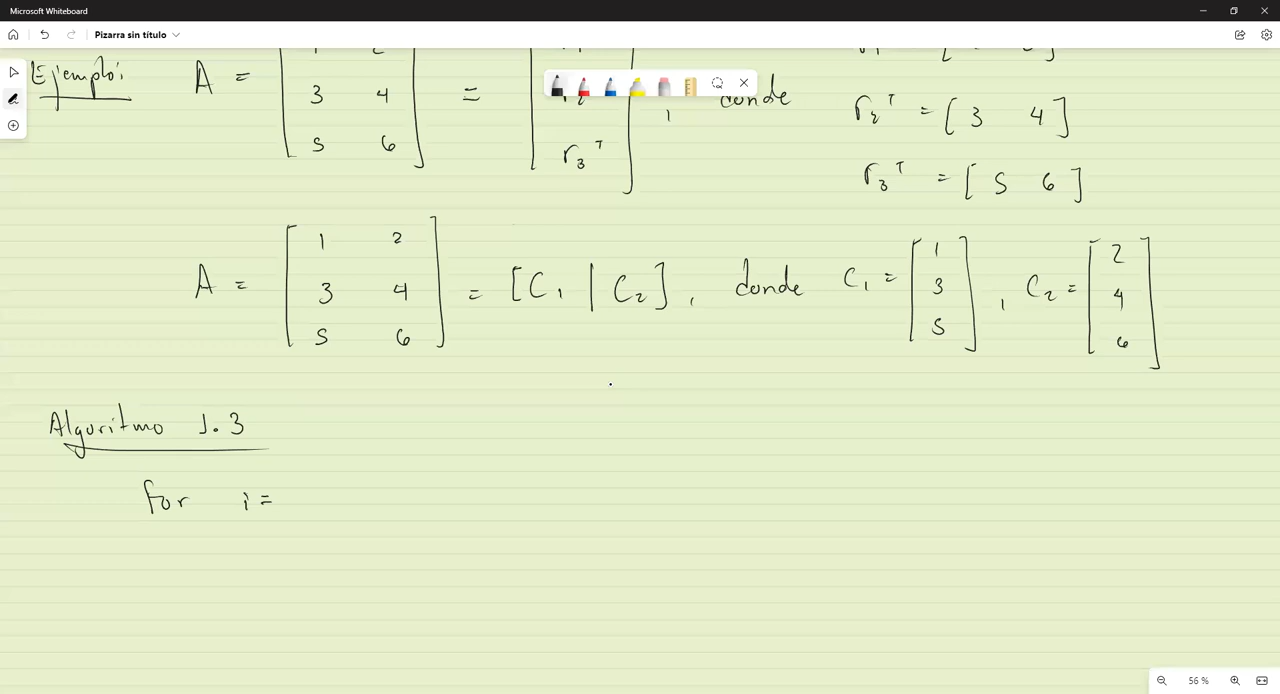 Microsoft Whiteboard
Pizarra sin título
Ejemplo: A = [ 3 4 5 6 ] = [ r₃ᵀ ] , donde
r₂ᵀ = [ 3 4 ]
r₃ᵀ = [ 5 6 ]
A = [ 1 2 3 4 5 6 ] = [ C₁ | C₂ ] , donde C₁ = [ 1 3 5 ] , C₂ = [ 2 4 6 ]
Algoritmo 1.3
for i =
56 %